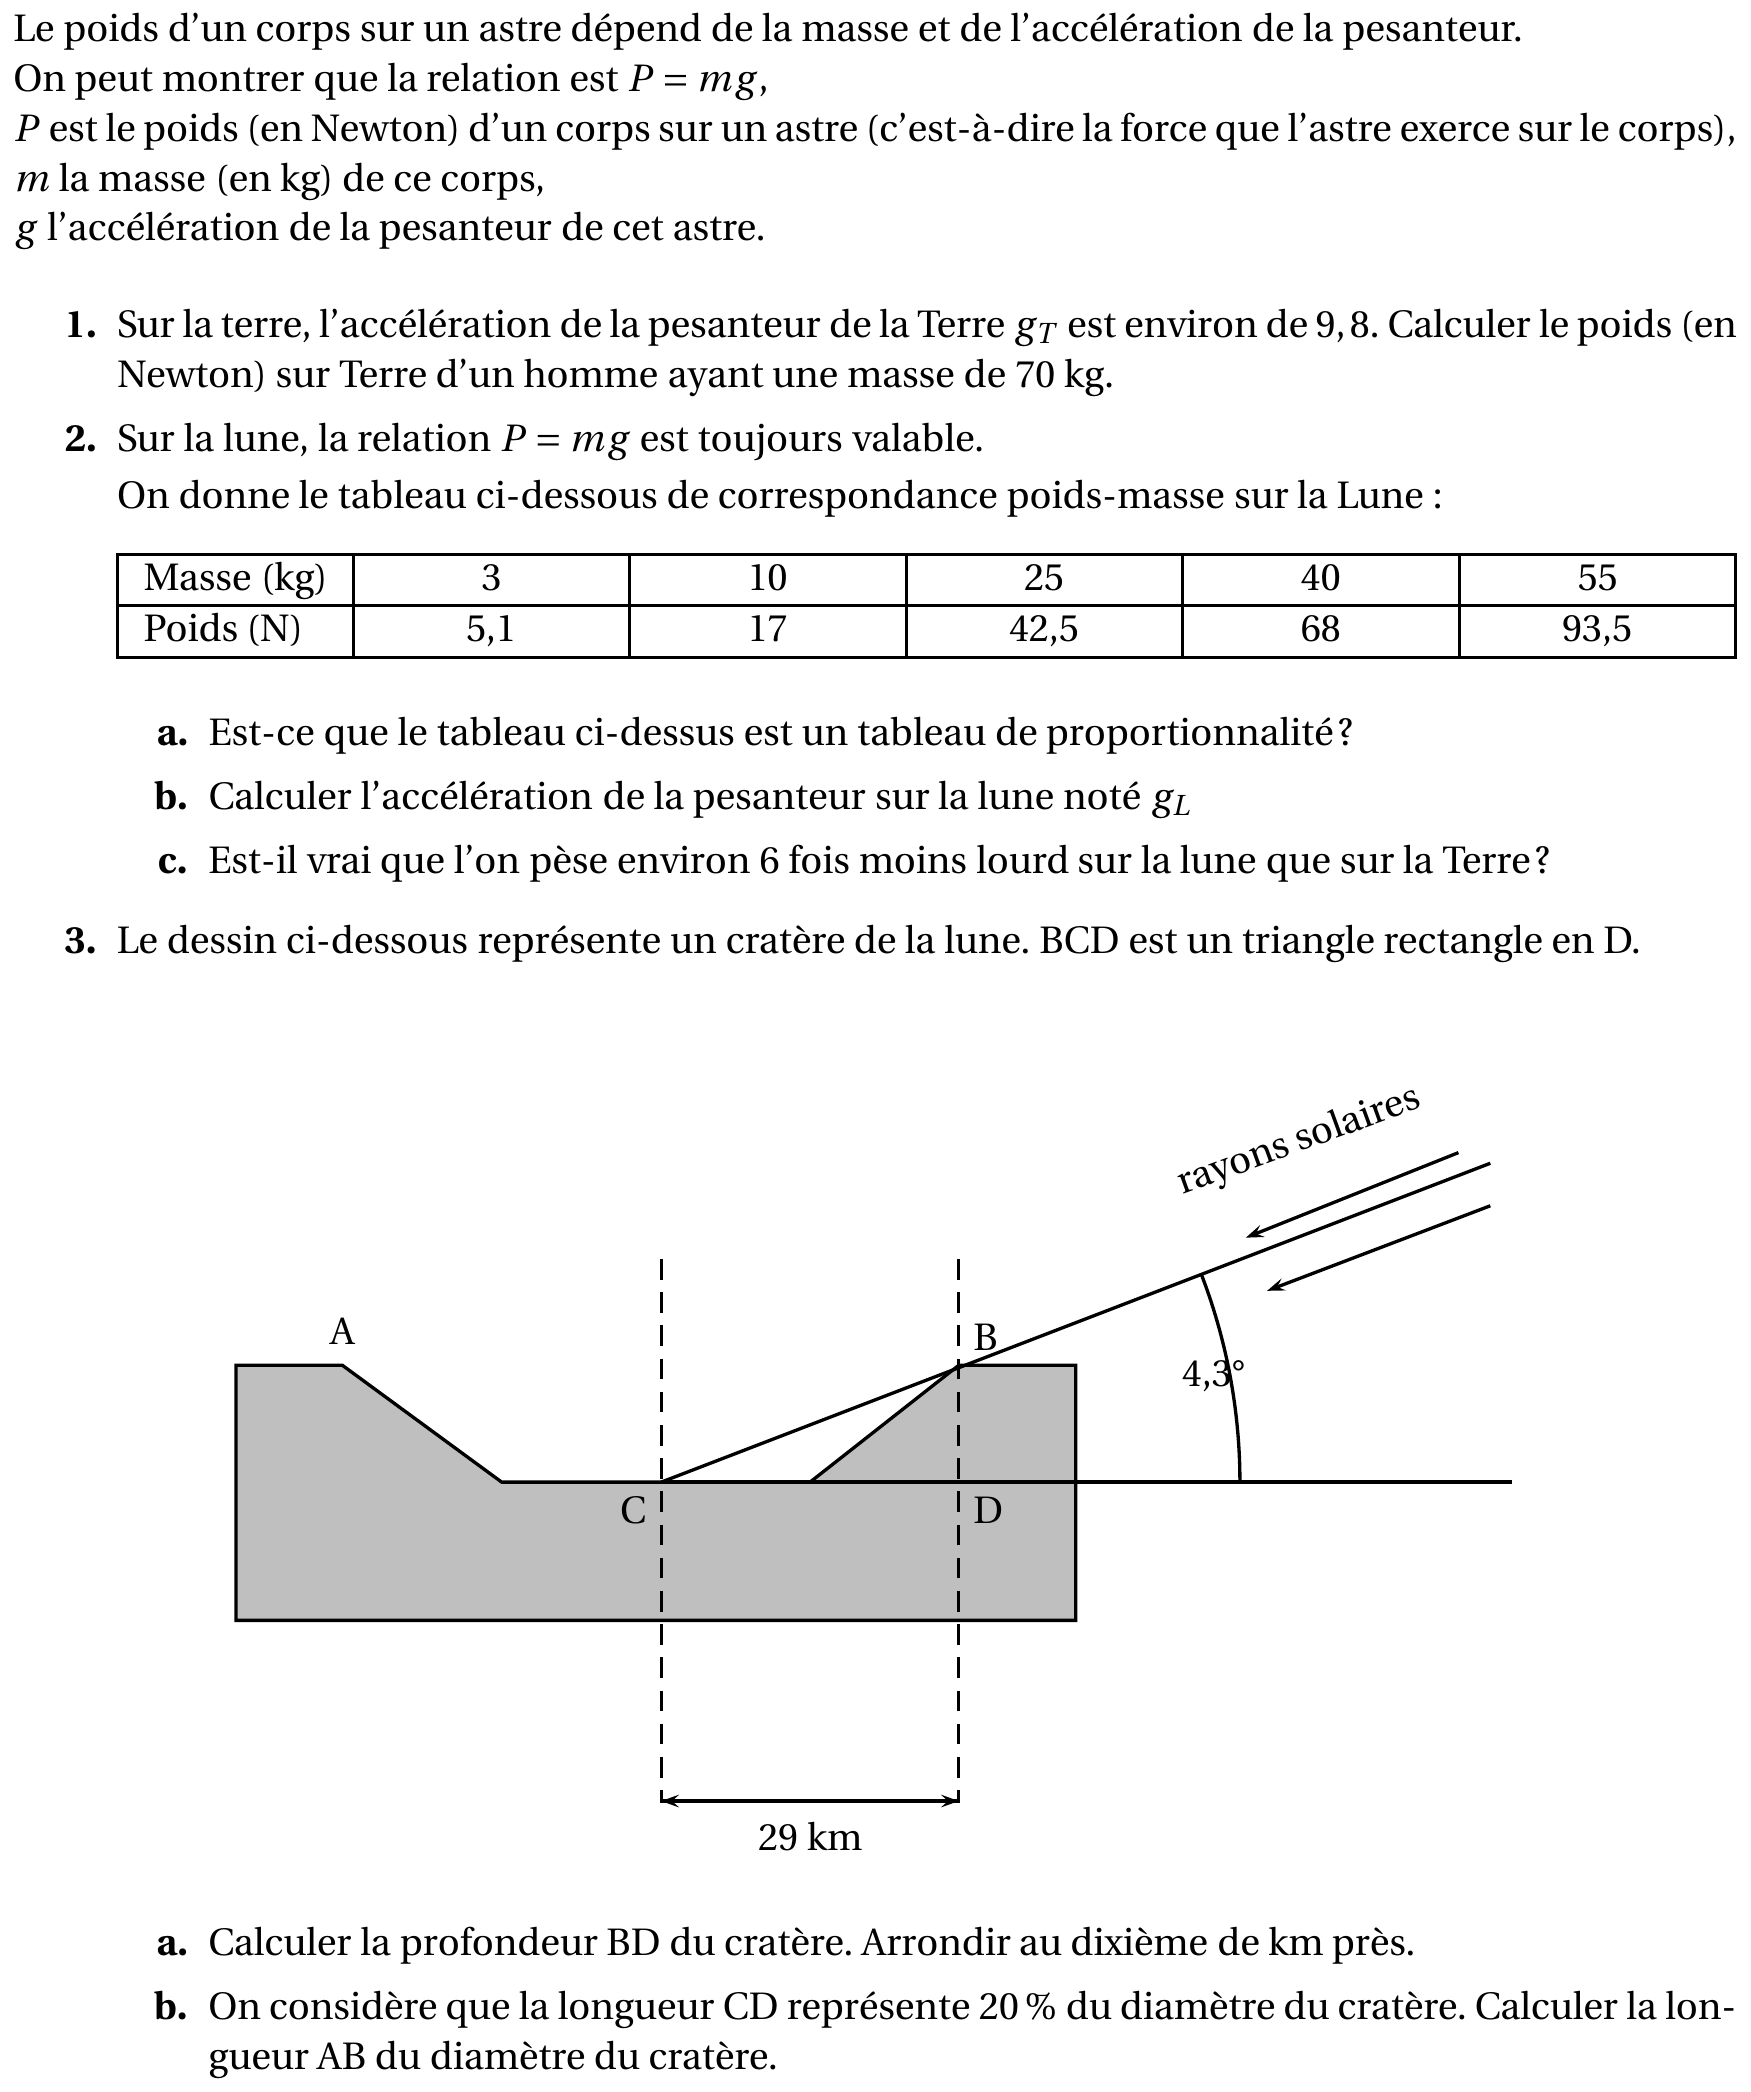 Le poids d'un corps sur un astre dépend de la masse et de l'accélération de la pesanteur.
On peut montrer que la relation est P = mg,
P est le poids (en Newton) d'un corps sur un astre (c'est-à-dire la force que l'astre exerce sur le corps),
m la masse (en kg) de ce corps,
g l'accélération de la pesanteur de cet astre.
1. Sur la terre, l'accélération de la pesanteur de la Terre g_T est environ de 9,8. Calculer le poids (en
Newton) sur Terre d'un homme ayant une masse de 70 kg.
2. Sur la lune, la relation P = mg est toujours valable.
On donne le tableau ci-dessous de correspondance poids-masse sur la Lune :
Masse (kg) 3 10 25 40 55
Poids (N) 5,1 17 42,5 68 93,5
a. Est-ce que le tableau ci-dessus est un tableau de proportionnalité?
b. Calculer l'accélération de la pesanteur sur la lune noté g_L
c. Est-il vrai que l'on pèse environ 6 fois moins lourd sur la lune que sur la Terre?
3. Le dessin ci-dessous représente un cratère de la lune. BCD est un triangle rectangle en D.
rayons solaires
A
B
4,3°
C
D
29 km
a. Calculer la profondeur BD du cratère. Arrondir au dixième de km près.
b. On considère que la longueur CD représente 20 % du diamètre du cratère. Calculer la lon-
gueur AB du diamètre du cratère.